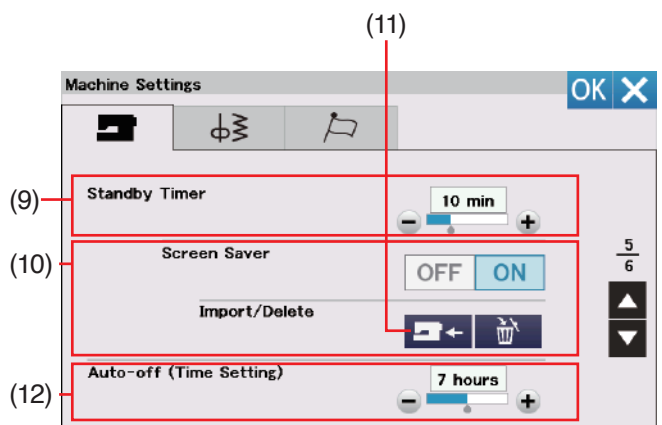 (11)
Machine Settings
OK
(9)
Standby Timer
10 min
(10)
Screen Saver
OFF ON
5
6
Import/Delete
(12)
Auto-off (Time Setting)
7 hours